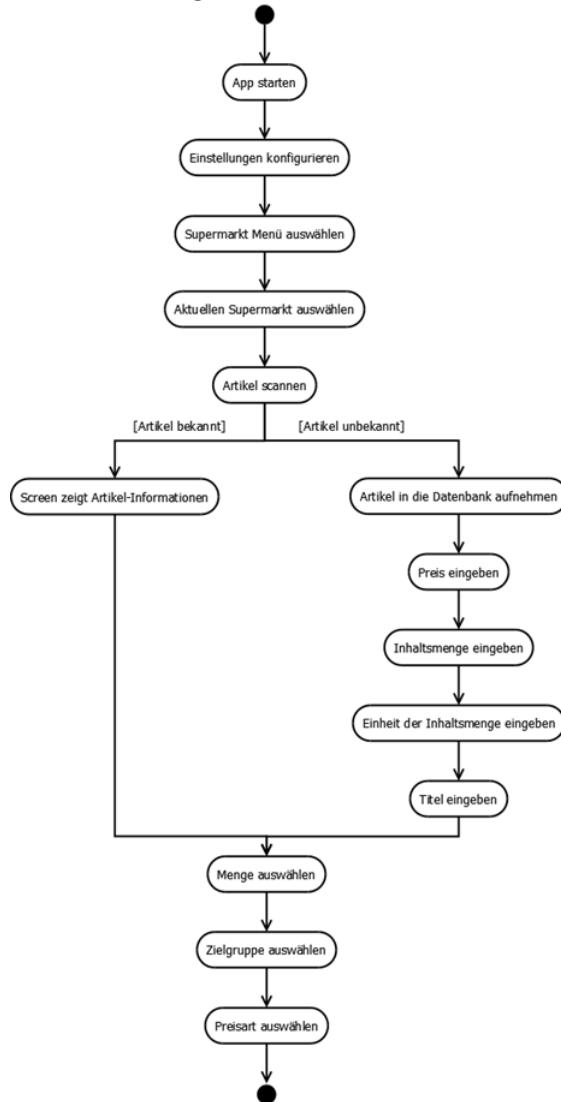 App starten
Einstellungen konfigurieren
Supermarkt Menü auswählen
Aktuellen Supermarkt auswählen
Artikel scannen
[Artikel bekannt]
[Artikel unbekannt]
Screen zeigt Artikel-Informationen
Artikel in die Datenbank aufnehmen
Preis eingeben
Inhaltsmenge eingeben
Einheit der Inhaltsmenge eingeben
Titel eingeben
Menge auswählen
Zielgruppe auswählen
Preisart auswählen